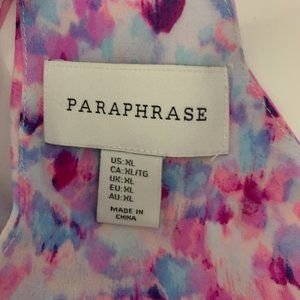 PARAPHRASE
US: XL
CA: XL/TG
UK: XL
EU: XL
AU: XL
MADE IN
CHINA